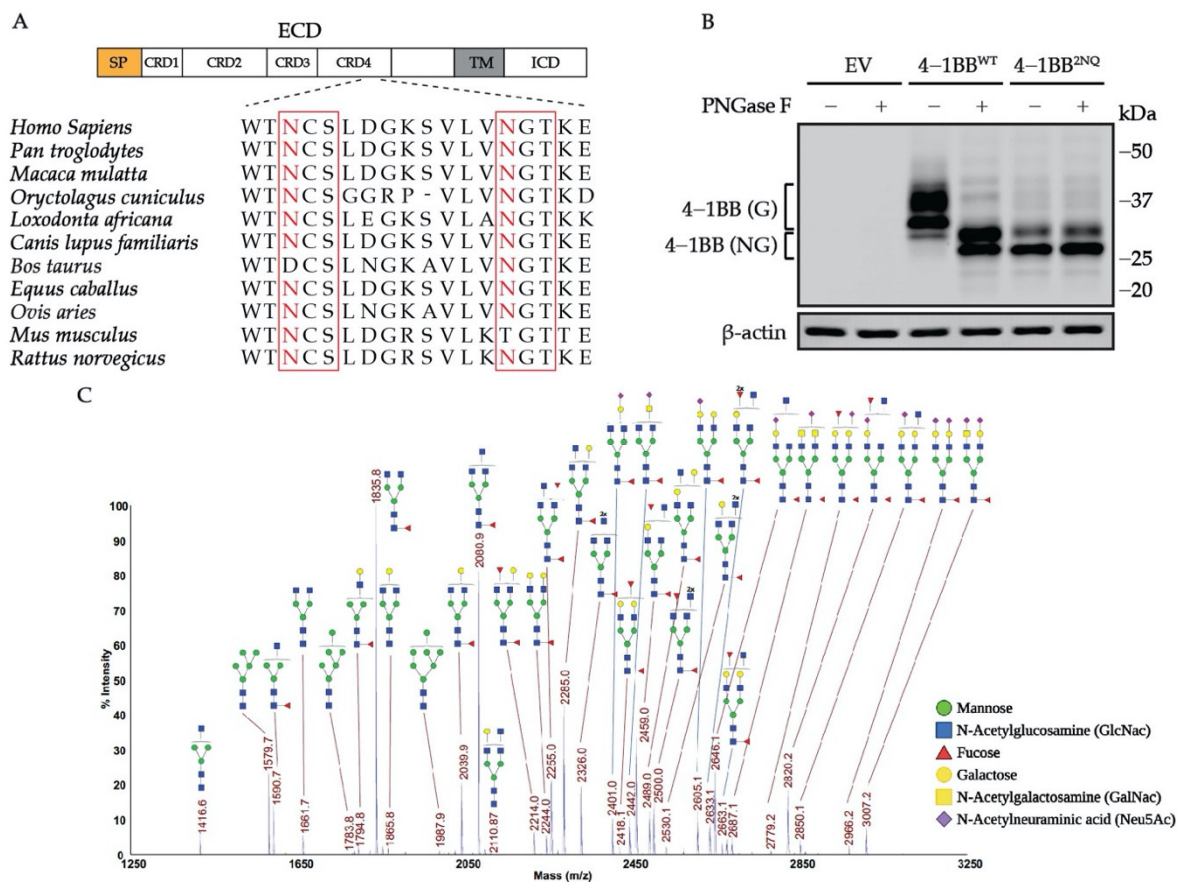 A
ECD
SP CRD1 CRD2 CRD3 CRD4 TM ICD
Homo Sapiens W T N C S L D G K S V L V N G T K E
Pan troglodytes W T N C S L D G K S V L V N G T K E
Macaca mulatta W T N C S L D G K S V L V N G T K E
Oryctolagus cuniculus W T N C S G G R P - V L V N G T K D
Loxodonta africana W T N C S L E G K S V L A N G T K K
Canis lupus familiaris W T N C S L D G K S V L V N G T K E
Bos taurus W T D C S L N G K A V L V N G T K E
Equus caballus W T N C S L D G K S V L V N G T K E
Ovis aries W T N C S L N G K A V L V N G T K E
Mus musculus W T N C S L D G R S V L K T G T T E
Rattus norvegicus W T N C S L D G R S V L K N G T K E
B
EV 4–1BBWT 4–1BB2NQ
PNGase F – + – + – + kDa
–50
4–1BB (G) –37
4–1BB (NG) –25
–20
β-actin
C
2x
2x
2x
2x
% Intensity
100
90
80
70
60
50
40
30
20
10
0
1416.6
1579.7
1590.7
1661.7
1783.8
1794.8
1835.8
1865.8
1987.9
2039.9
2080.9
2110.87
2214.0
2244.0
2255.0
2285.0
2326.0
2401.0
2418.1
2442.0
2459.0
2489.0
2500.0
2530.1
2605.1
2633.1
2646.1
2663.1
2687.1
2779.2
2820.2
2850.1
2966.2
3007.2
1250 1650 2050 2450 2850 3250
Mass (m/z)
Mannose
N-Acetylglucosamine (GlcNac)
Fucose
Galactose
N-Acetylgalactosamine (GalNac)
N-Acetylneuraminic acid (Neu5Ac)